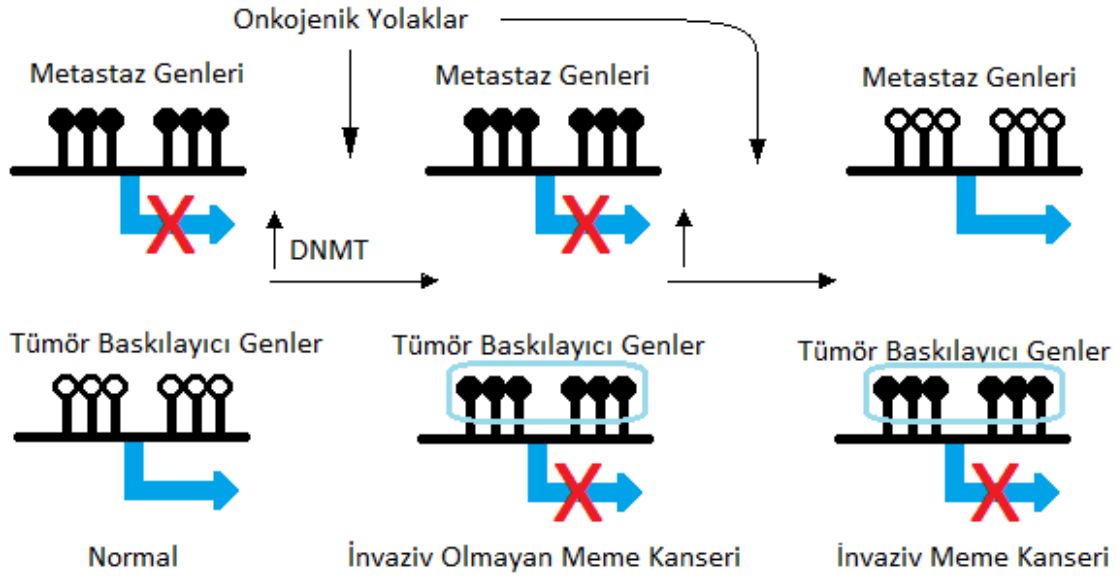 Onkojenik Yolaklar
Metastaz Genleri
Metastaz Genleri
Metastaz Genleri
X
X
DNMT
Tümör Baskılayıcı Genler
Tümör Baskılayıcı Genler
Tümör Baskılayıcı Genler
X
X
Normal
İnvaziv Olmayan Meme Kanseri
İnvaziv Meme Kanseri